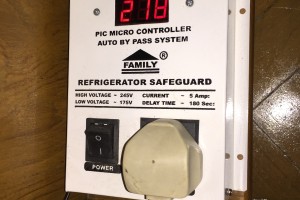 218
PIC MICRO CONTROLLER
AUTO BY PASS SYSTEM
FAMILY ®
REFRIGERATOR SAFEGUARD
HIGH VOLTAGE - 245V CURRENT - 5 Amp:
LOW VOLTAGE - 175V DELAY TIME - 180 Sec:
POWER